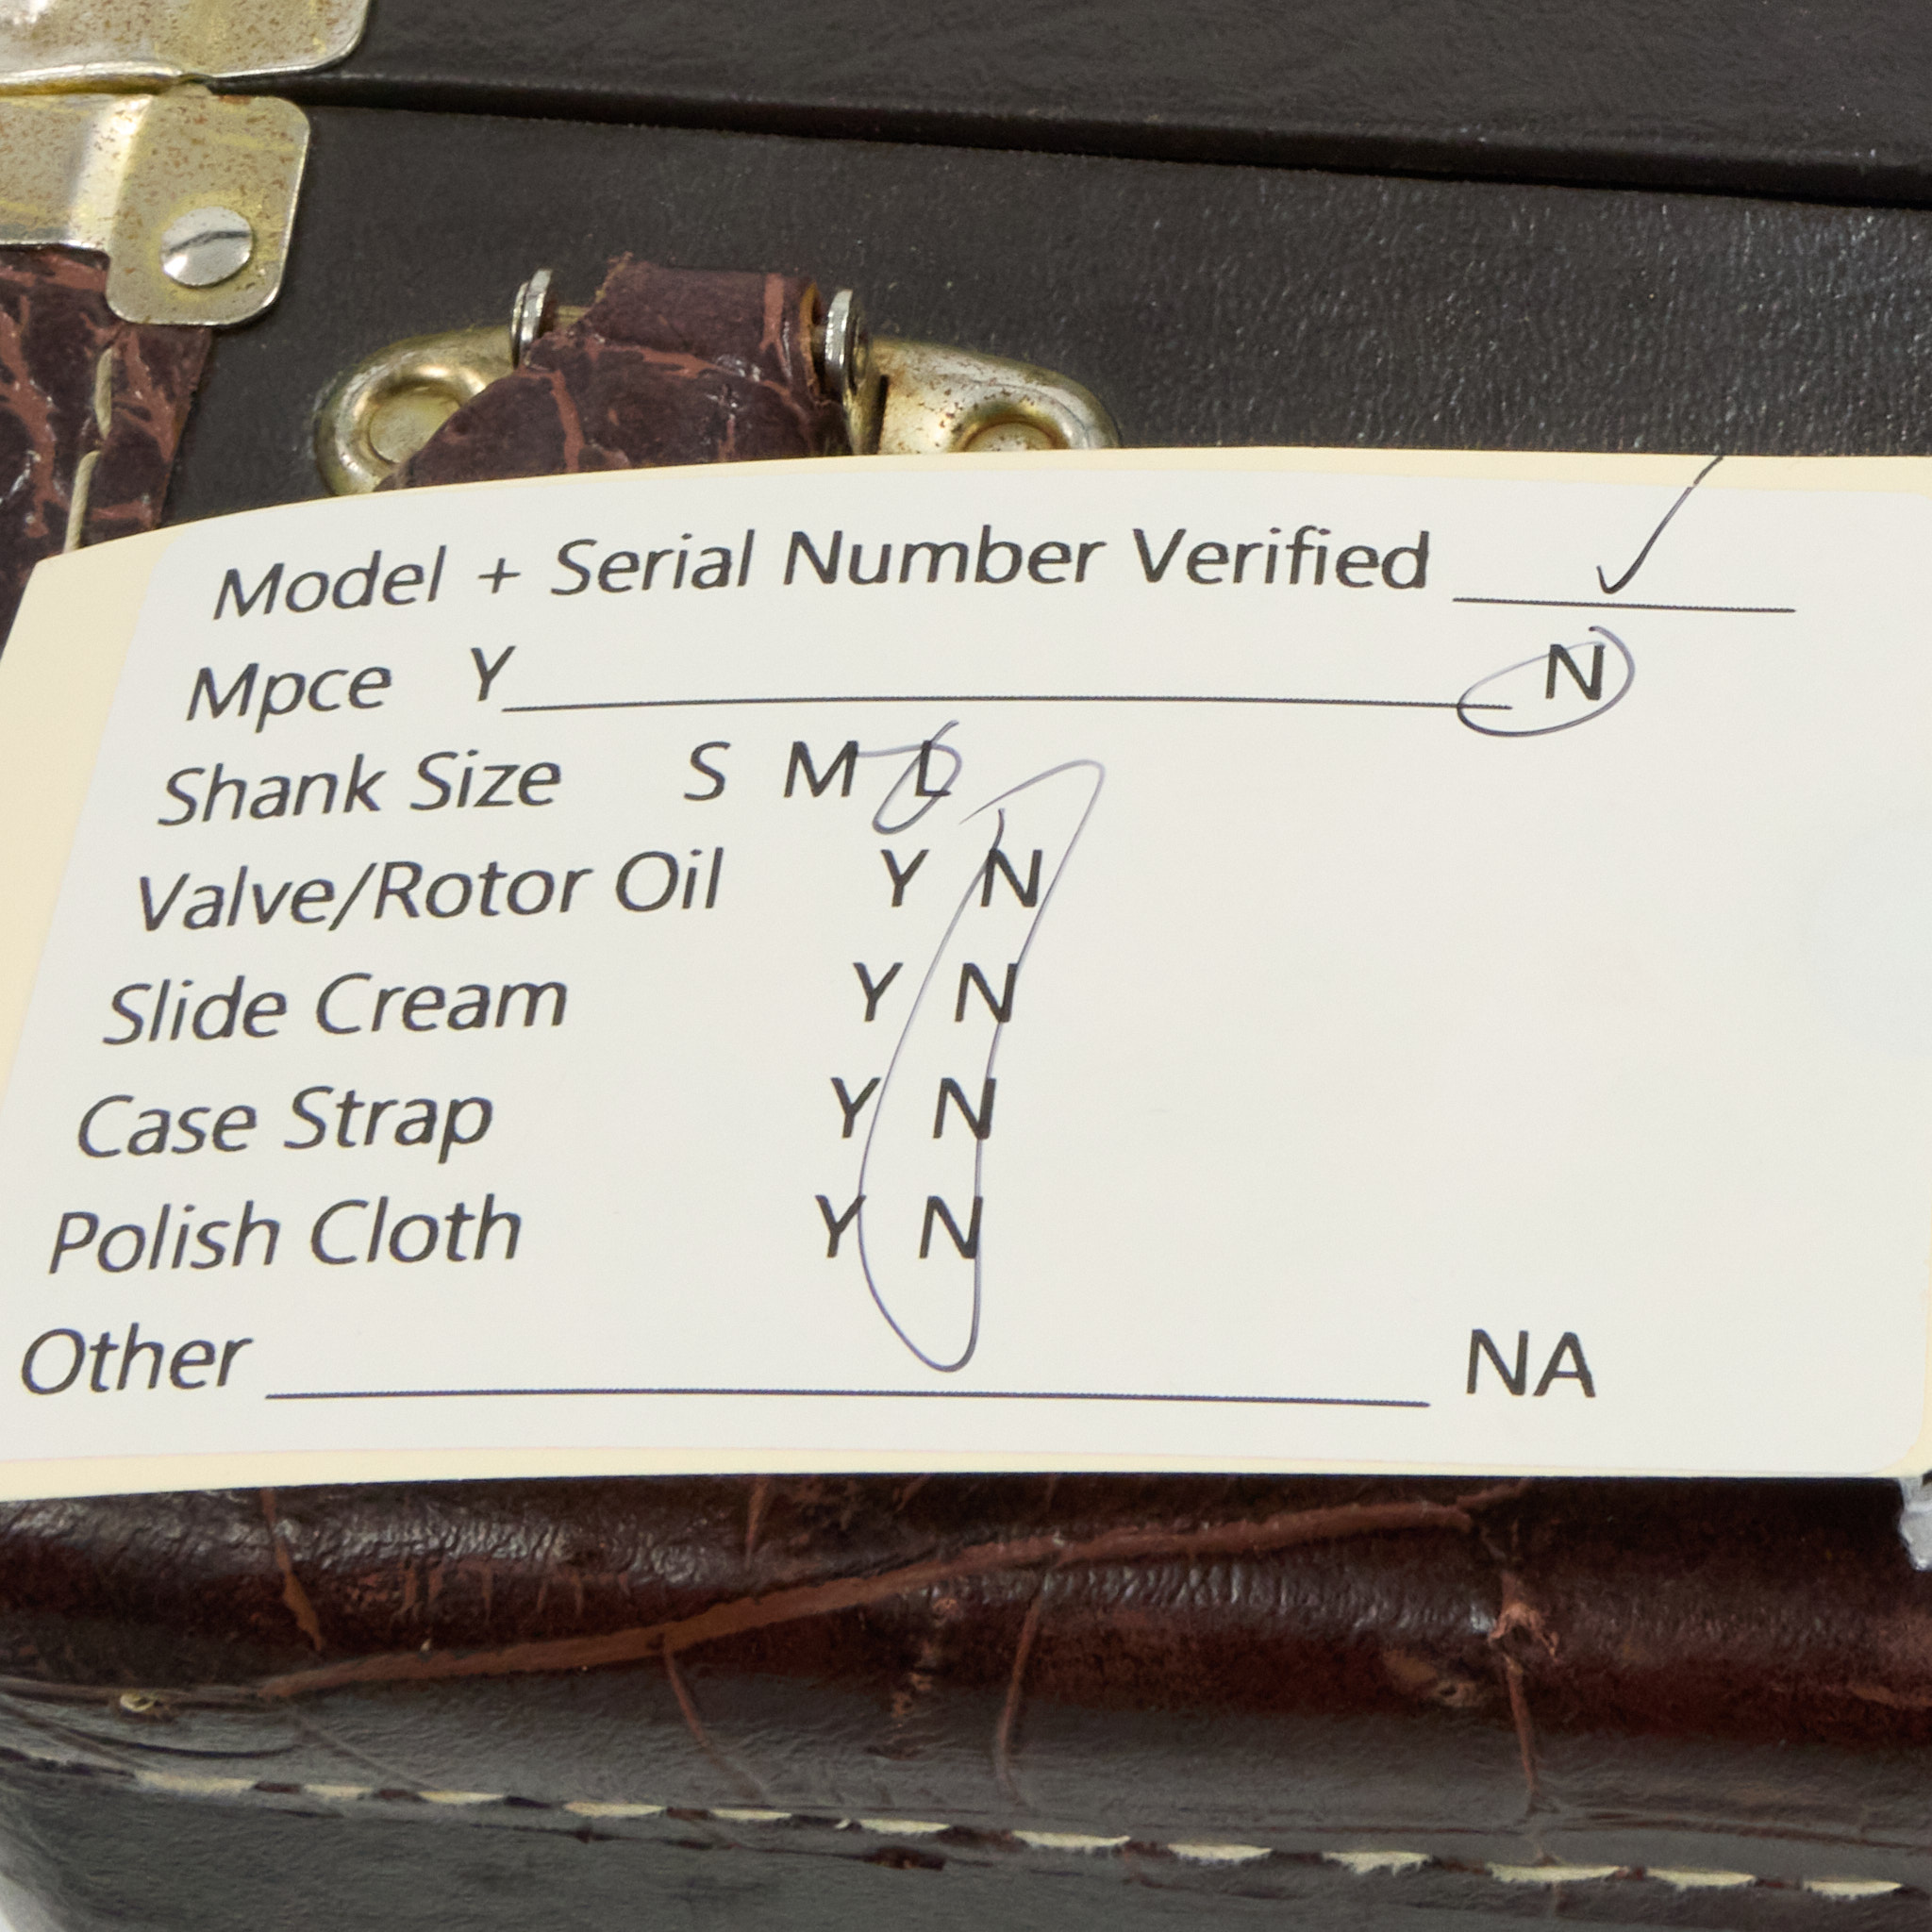 Model + Serial Number Verified ✓
Mpce Y N
Shank Size S M L
Valve/Rotor Oil Y N
Slide Cream Y N
Case Strap Y N
Polish Cloth Y N
Other NA